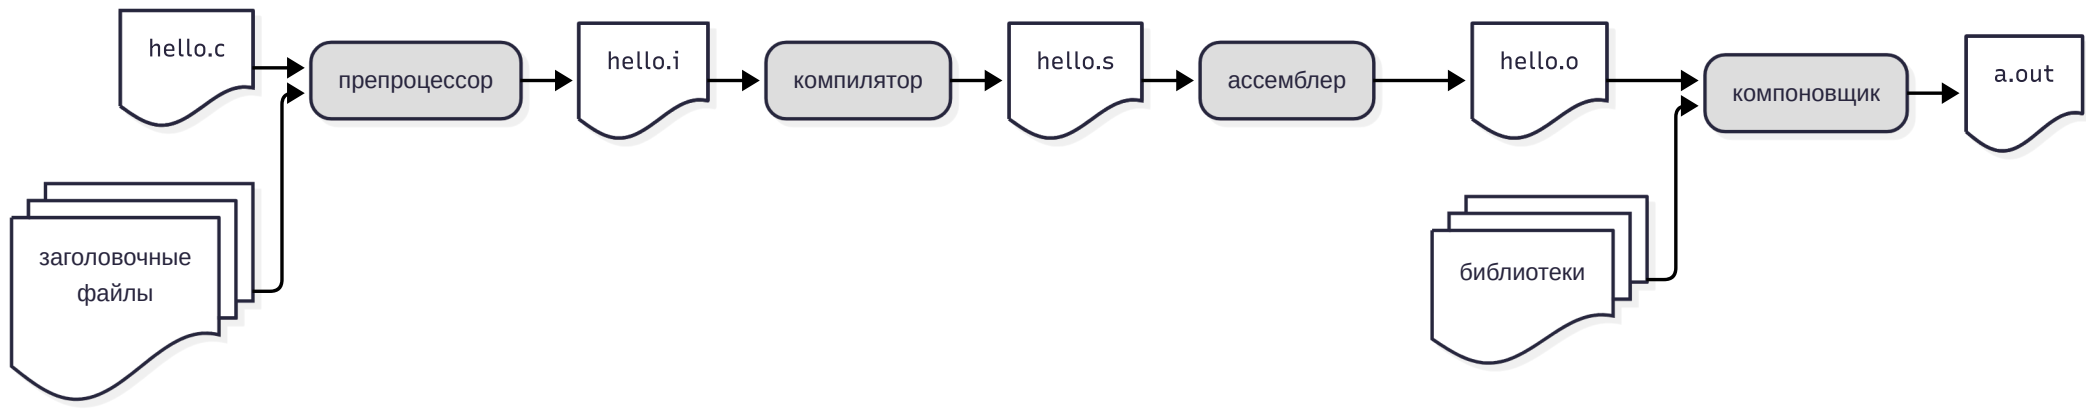 hello.c
препроцессор
hello.i
компилятор
hello.s
ассемблер
hello.o
компоновщик
a.out
заголовочные
файлы
библиотеки